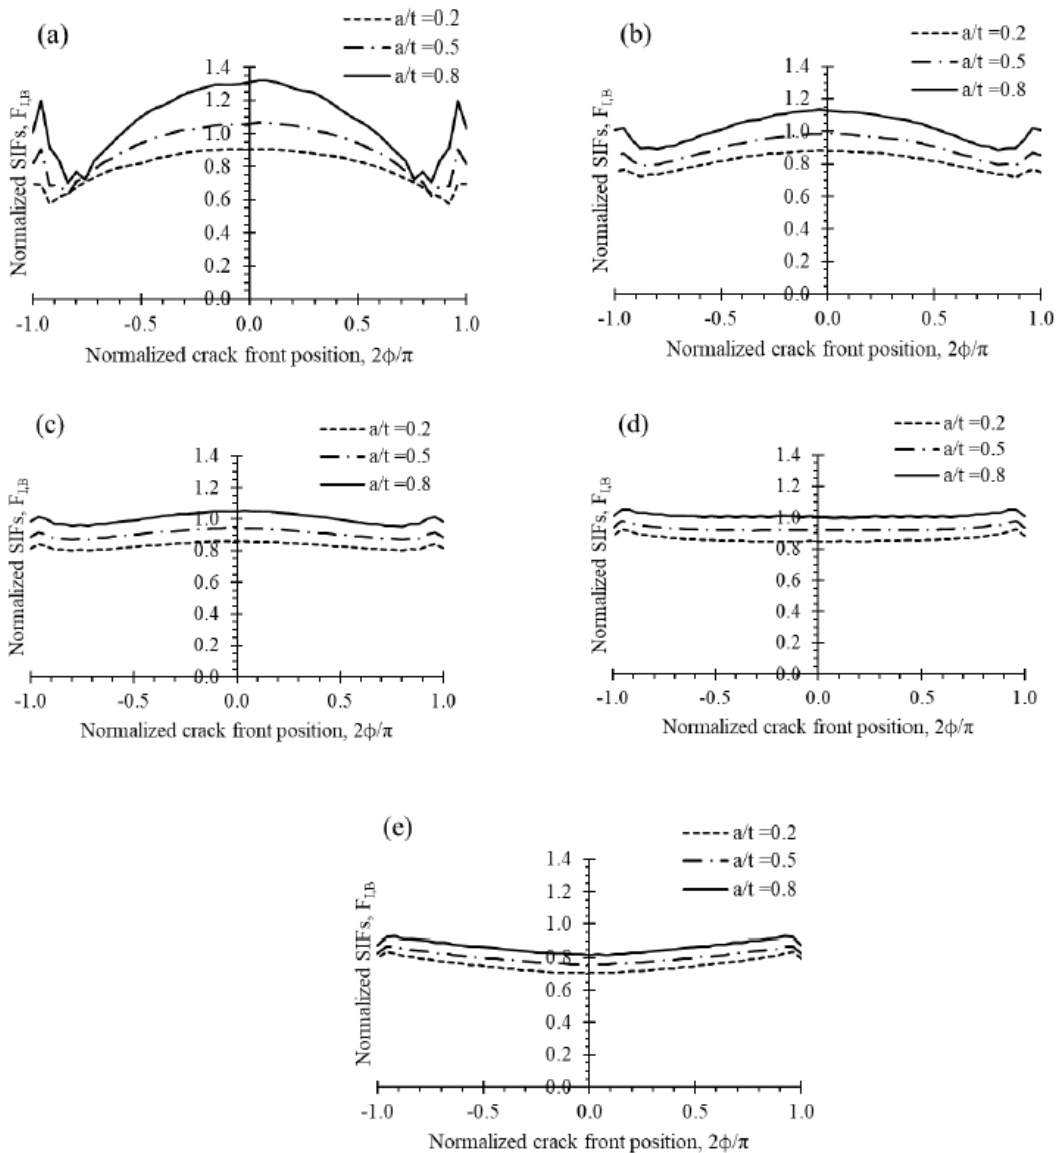 (a)
a/t =0.2
a/t =0.5
a/t =0.8
Normalized SIFs, F_I,B
1.4
1.2
1.0
0.8
0.6
0.4
0.2
0.0
-1.0 -0.5 0.0 0.5 1.0
Normalized crack front position, 2ϕ/π
(b)
a/t =0.2
a/t =0.5
a/t =0.8
Normalized SIFs, F_I,B
1.4
1.2
1.0
0.8
0.6
0.4
0.2
0.0
-1.0 -0.5 0.0 0.5 1.0
Normalized crack front position, 2ϕ/π
(c)
a/t =0.2
a/t =0.5
a/t =0.8
Normalized SIFs, F_I,B
1.4
1.2
1.0
0.8
0.6
0.4
0.2
0.0
-1.0 -0.5 0.0 0.5 1.0
Normalized crack front position, 2ϕ/π
(d)
a/t =0.2
a/t =0.5
a/t =0.8
Normalized SIFs, F_I,B
1.4
1.2
1.0
0.8
0.6
0.4
0.2
0.0
-1.0 -0.5 0.0 0.5 1.0
Normalized crack front position, 2ϕ/π
(e)
a/t =0.2
a/t =0.5
a/t =0.8
Normalized SIFs, F_I,B
1.4
1.2
1.0
0.8
0.6
0.4
0.2
0.0
-1.0 -0.5 0.0 0.5 1.0
Normalized crack front position, 2ϕ/π